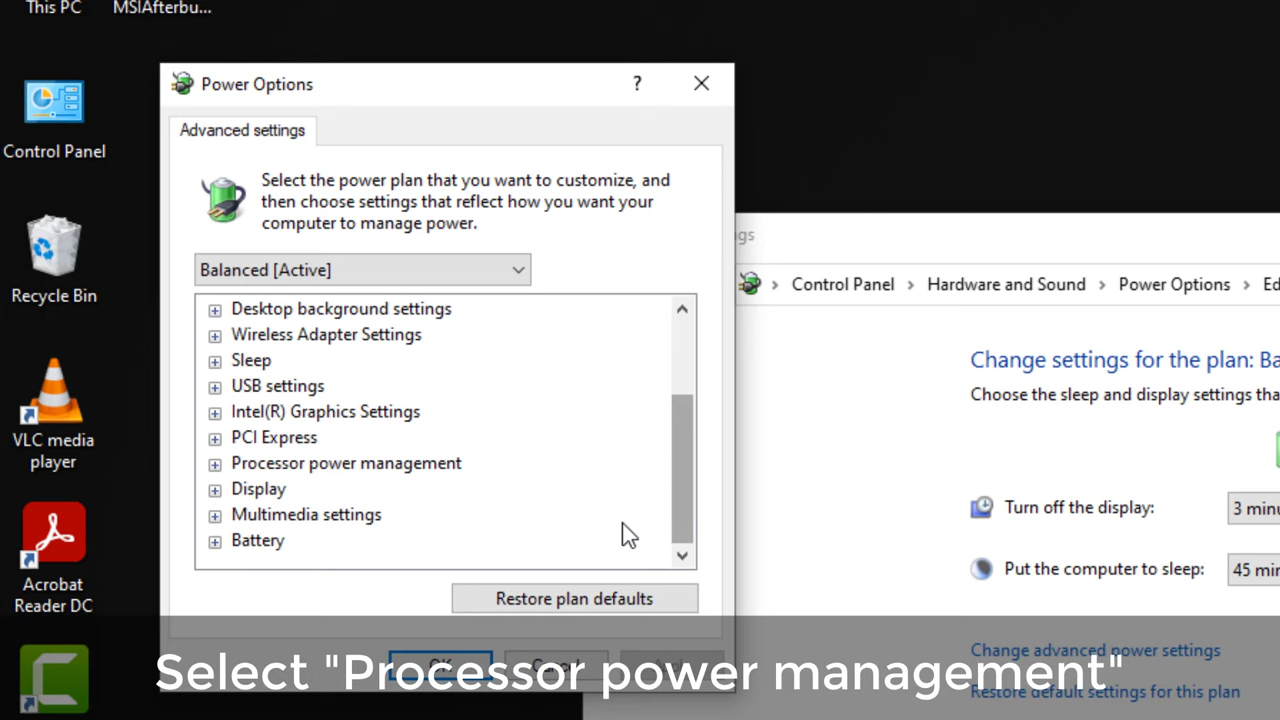 This PC
MSIAfterbu...
Control Panel
Recycle Bin
VLC media
player
Acrobat
Reader DC
Power Options
?
Advanced settings
Select the power plan that you want to customize, and
then choose settings that reflect how you want your
computer to manage power.
Balanced [Active]
Desktop background settings
Wireless Adapter Settings
Sleep
USB settings
Intel(R) Graphics Settings
PCI Express
Processor power management
Display
Multimedia settings
Battery
Restore plan defaults
OK
Cancel
gs
Control Panel > Hardware and Sound > Power Options > Ed
Change settings for the plan: Ba
Choose the sleep and display settings tha
Turn off the display:
3 minu
Put the computer to sleep:
45 min
Change advanced power settings
Restore default settings for this plan
Select "Processor power management"